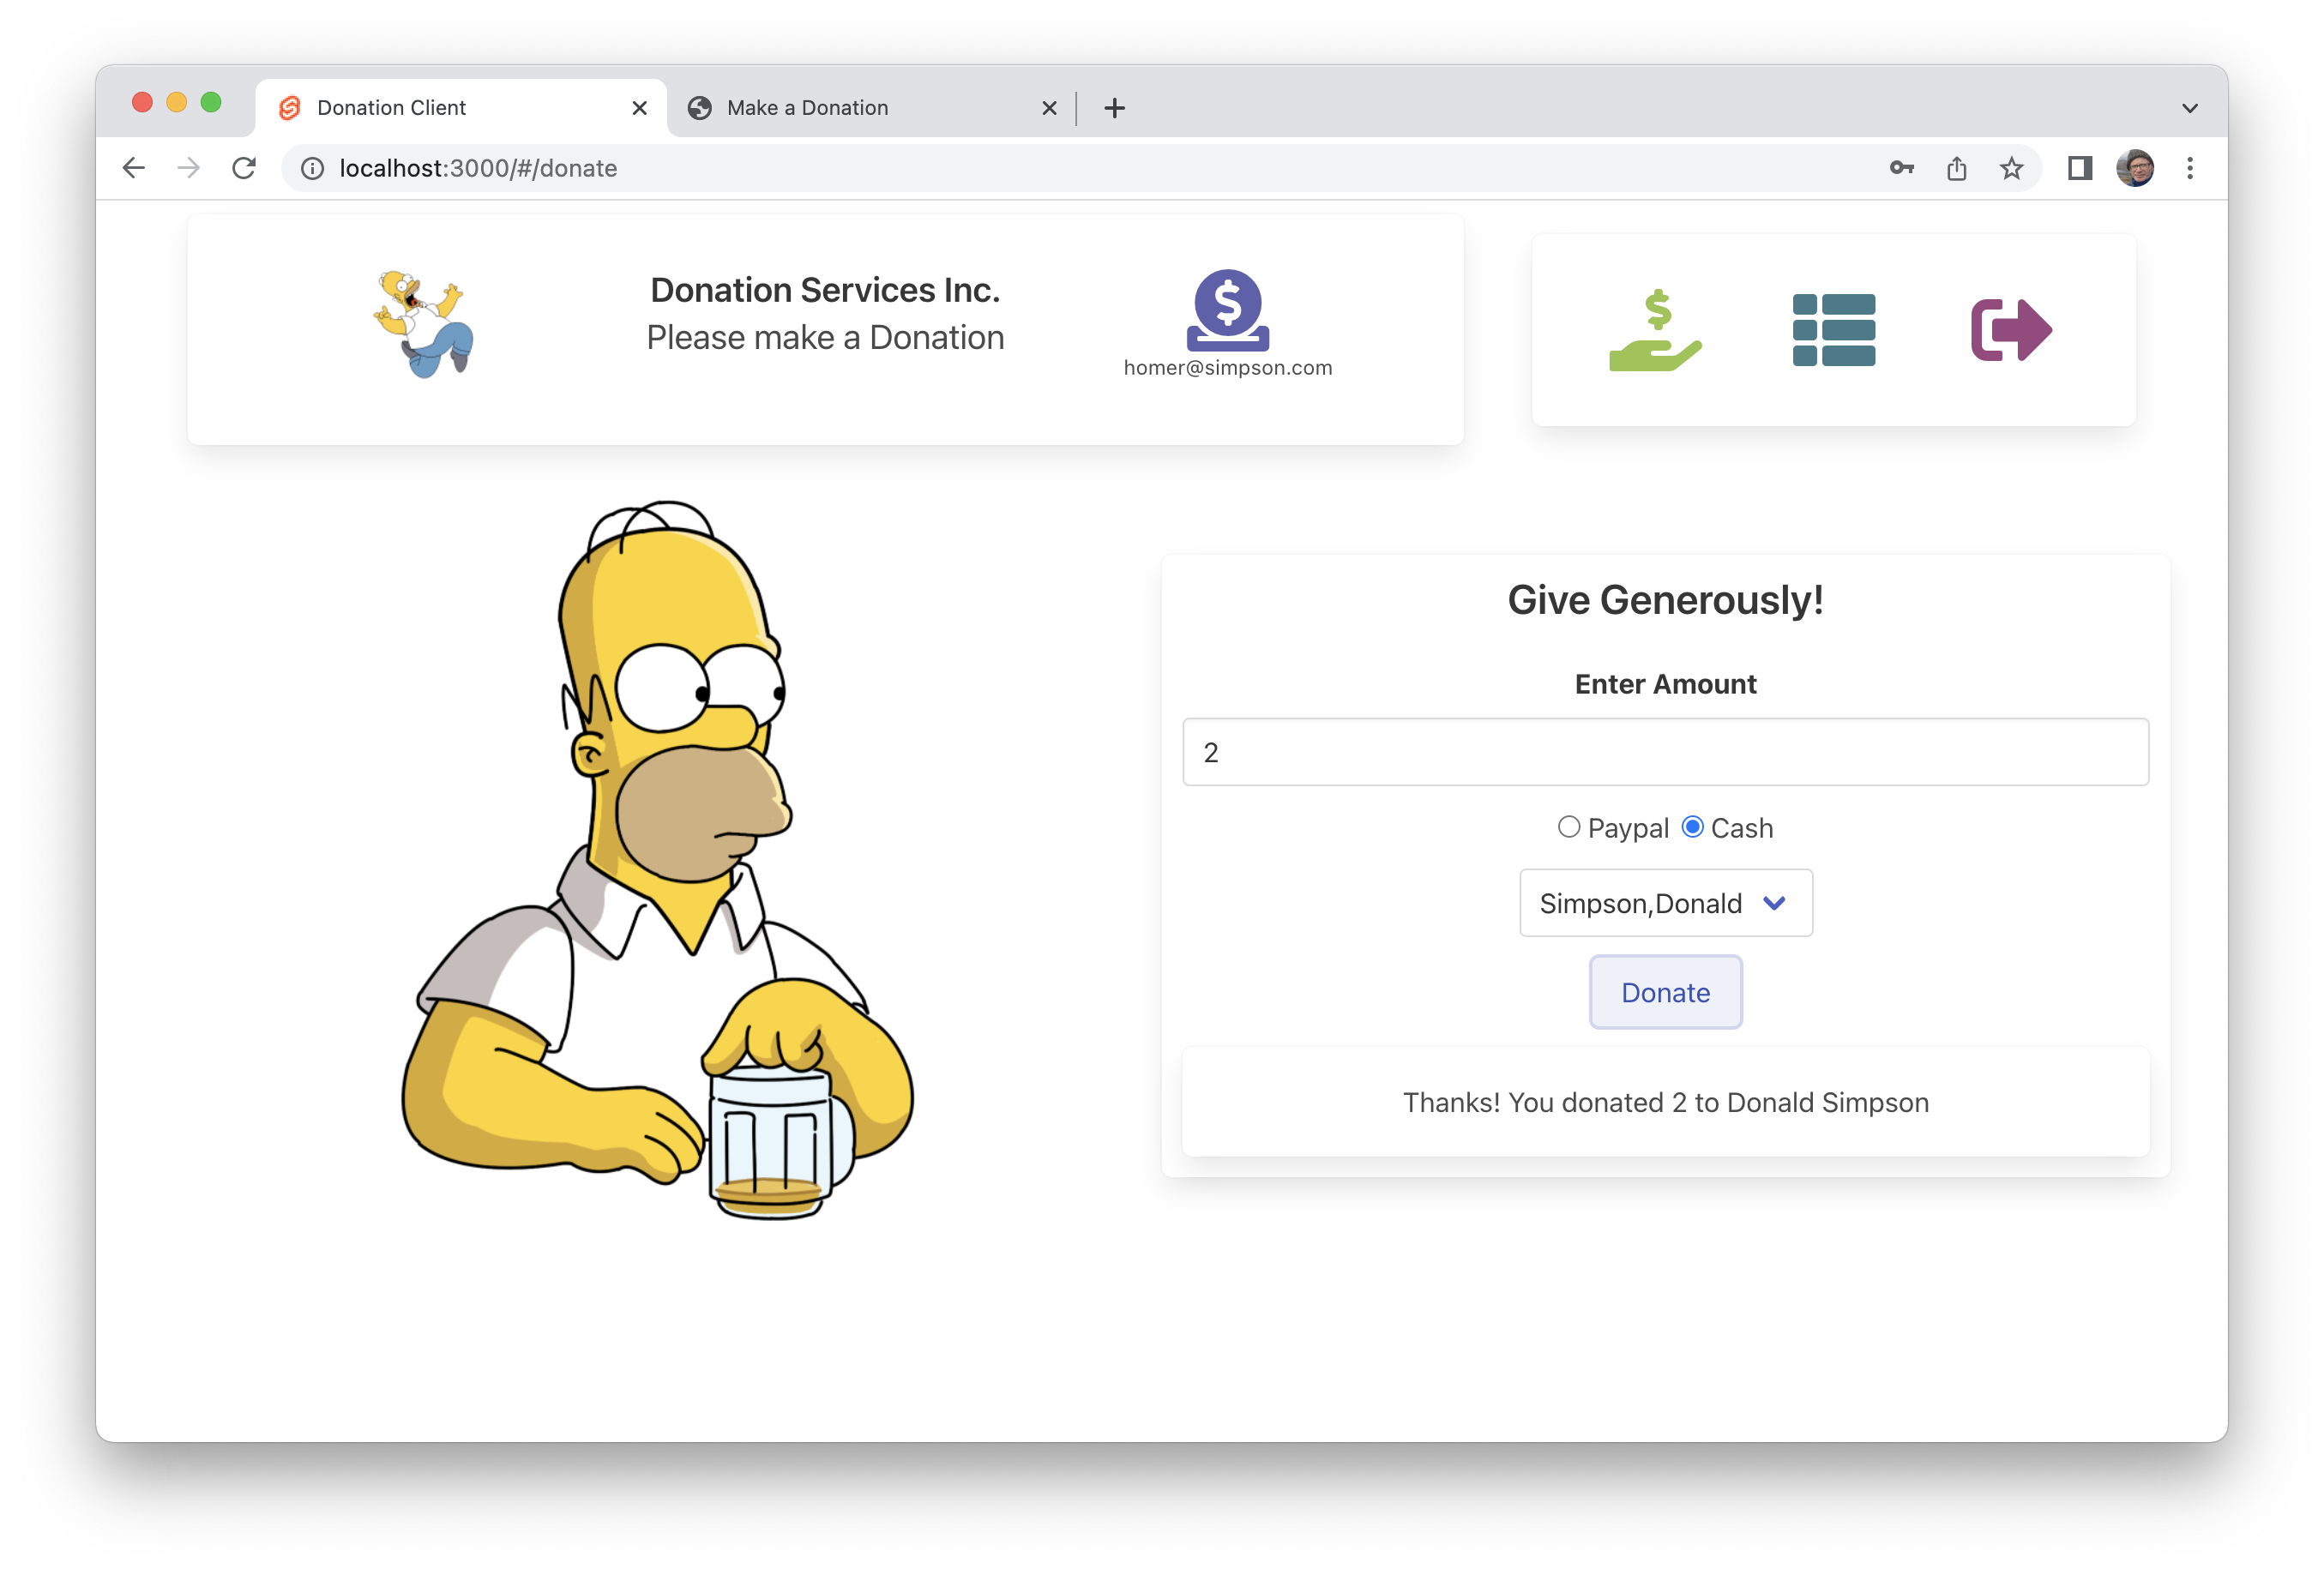 Donation Client
Make a Donation
localhost:3000/#/donate
Donation Services Inc.
Please make a Donation
homer@simpson.com
Give Generously!
Enter Amount
2
Paypal Cash
Simpson,Donald
Donate
Thanks! You donated 2 to Donald Simpson